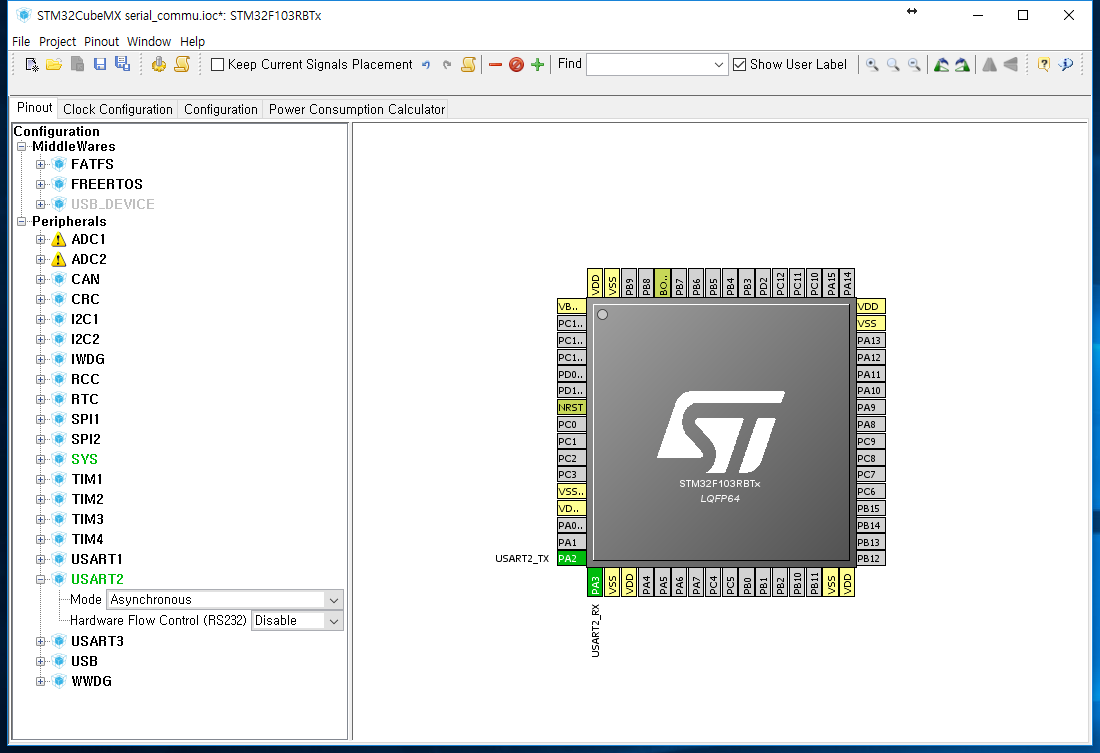 STM32CubeMX serial_commu.ioc*: STM32F103RBTx
File Project Pinout Window Help
Keep Current Signals Placement Find Show User Label
Pinout Clock Configuration Configuration Power Consumption Calculator
Configuration
MiddleWares
FATFS
FREERTOS
USB_DEVICE
Peripherals
ADC1
ADC2
CAN
CRC
I2C1
I2C2
IWDG
RCC
RTC
SPI1
SPI2
SYS
TIM1
TIM2
TIM3
TIM4
USART1
USART2
Mode Asynchronous
Hardware Flow Control (RS232) Disable
USART3
USB
WWDG
VDD VSS PB9 PB8 BO.. PB7 PB6 PB5 PB4 PB3 PD2 PC12 PC11 PC10 PA15 PA14
VB..
PC1..
PC1..
PC1..
PD0..
PD1..
NRST
PC0
PC1
PC2
PC3
VSS..
VD..
PA0..
PA1
USART2_TX PA2
ST
STM32F103RBTx
LQFP64
VDD
VSS
PA13
PA12
PA11
PA10
PA9
PA8
PC9
PC8
PC7
PC6
PB15
PB14
PB13
PB12
PA3 VSS VDD PA4 PA5 PA6 PA7 PC4 PC5 PB0 PB1 PB2 PB10 PB11 VSS VDD
USART2_RX